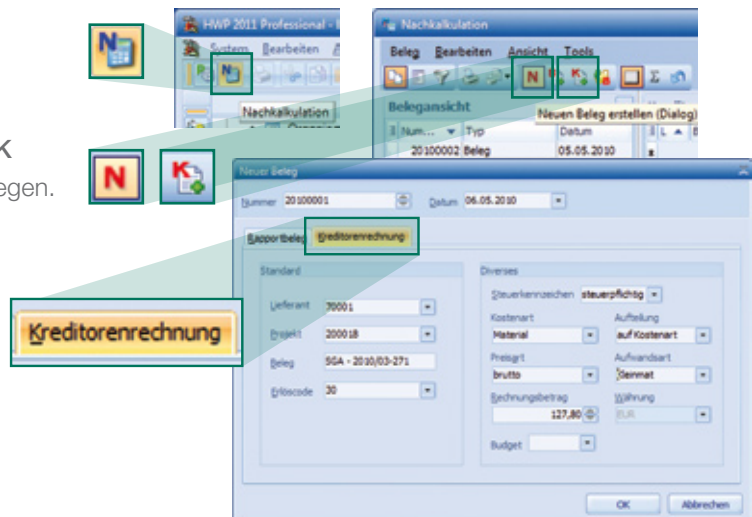 HWP 2011 Professional -
System Bearbeiten
N
N
Nachkalkulation
Nachkalkulation
Beleg Bearbeiten Ansicht Tools
N K Σ
Belegansicht
Neuen Beleg erstellen (Dialog)
Num... Typ Datum
20100002 Beleg 05.05.2010
K
egen.
N K
Neuer Beleg
Nummer 20100001 Datum 06.05.2010
Rapportbeleg Kreditorenrechnung
Kreditorenrechnung
Standard
Lieferant 70001
Projekt 200018
Beleg SGA - 2010/03-271
Erlöscode 30
Diverses
Steuerkennzeichen steuerpflichtig
Kostenart Aufteilung
Material auf Kostenart
Preisart Aufwandsart
brutto Kleinmat
Rechnungsbetrag Währung
127,80 EUR
Budget
OK Abbrechen